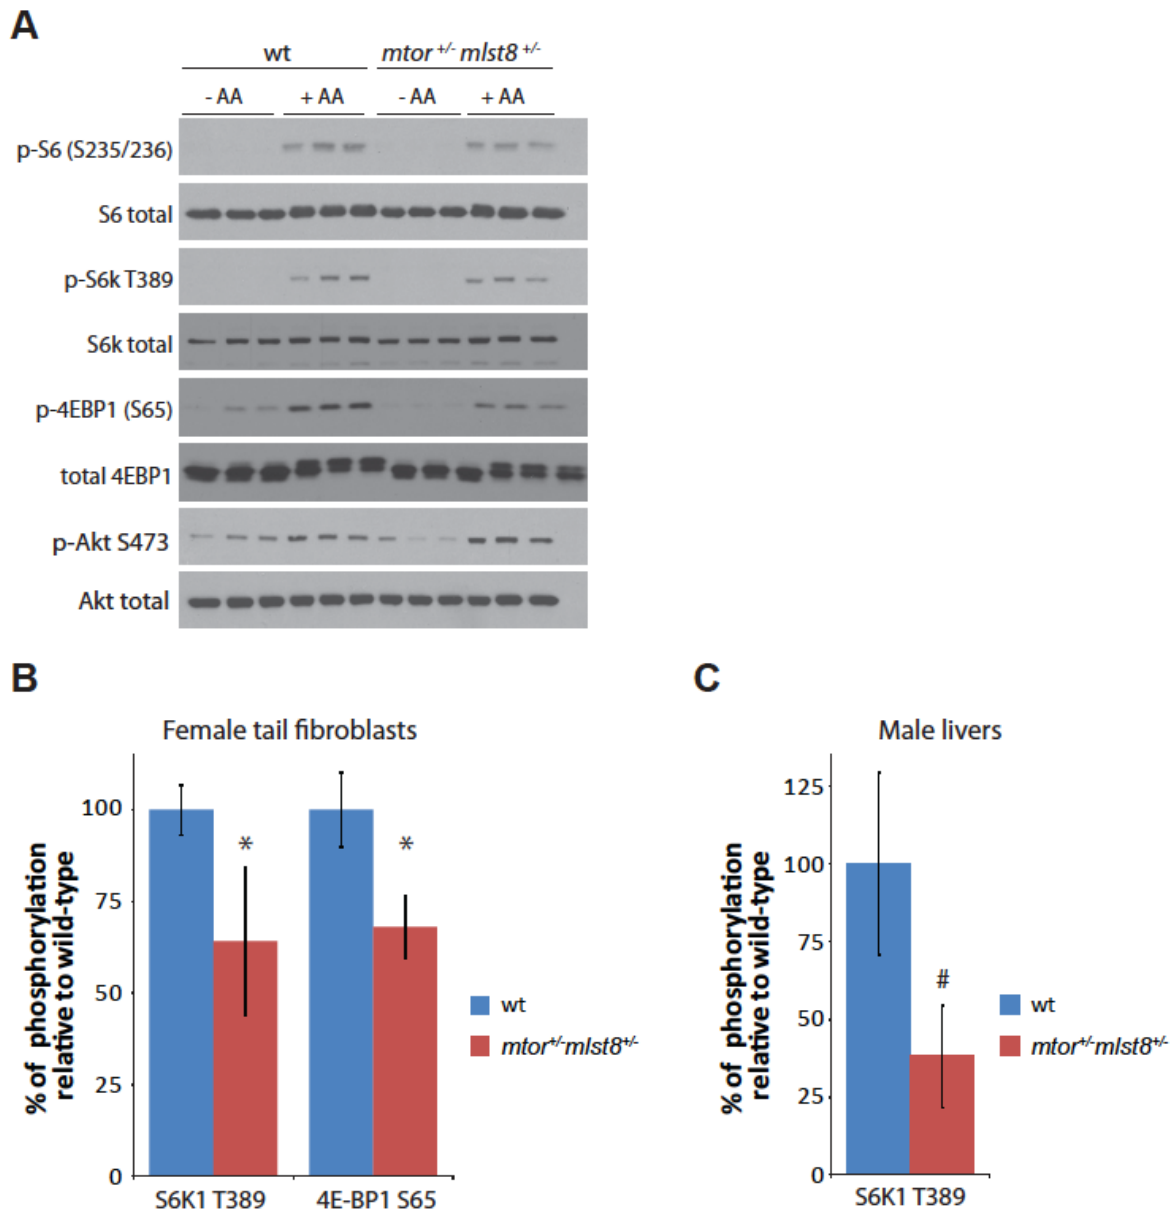 A
wt mtor +/- mlst8 +/-
- AA + AA - AA + AA
p-S6 (S235/236)
S6 total
p-S6k T389
S6k total
p-4EBP1 (S65)
total 4EBP1
p-Akt S473
Akt total
B
Female tail fibroblasts
% of phosphorylation
relative to wild-type
100
75
50
25
0
* *
S6K1 T389 4E-BP1 S65
wt
mtor+/-mlst8+/-
C
Male livers
% of phosphorylation
relative to wild-type
125
100
75
50
25
0
#
S6K1 T389
wt
mtor+/-mlst8+/-